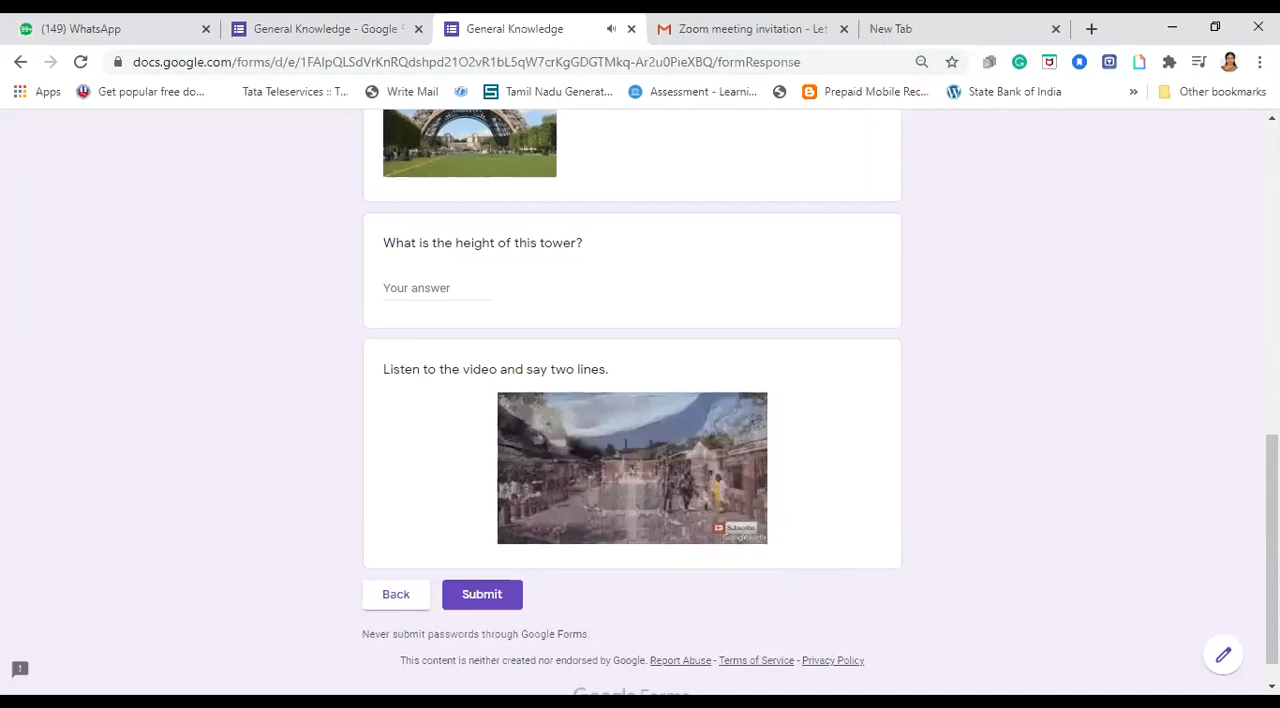 99+ (149) WhatsApp
General Knowledge - Google
General Knowledge
Zoom meeting invitation - Let
New Tab
docs.google.com/forms/d/e/
/formResponse
Apps
Get popular free do...
Tata Teleservices :: T...
Write Mail
Tamil Nadu Generat...
Assessment - Learni...
Prepaid Mobile Rec...
State Bank of India
»
Other bookmarks
What is the height of this tower?
Your answer
Listen to the video and say two lines.
Subscribe
Back
Submit
Never submit passwords through Google Forms.
This content is neither created nor endorsed by Google. Report Abuse - Terms of Service - Privacy Policy
Google Forms